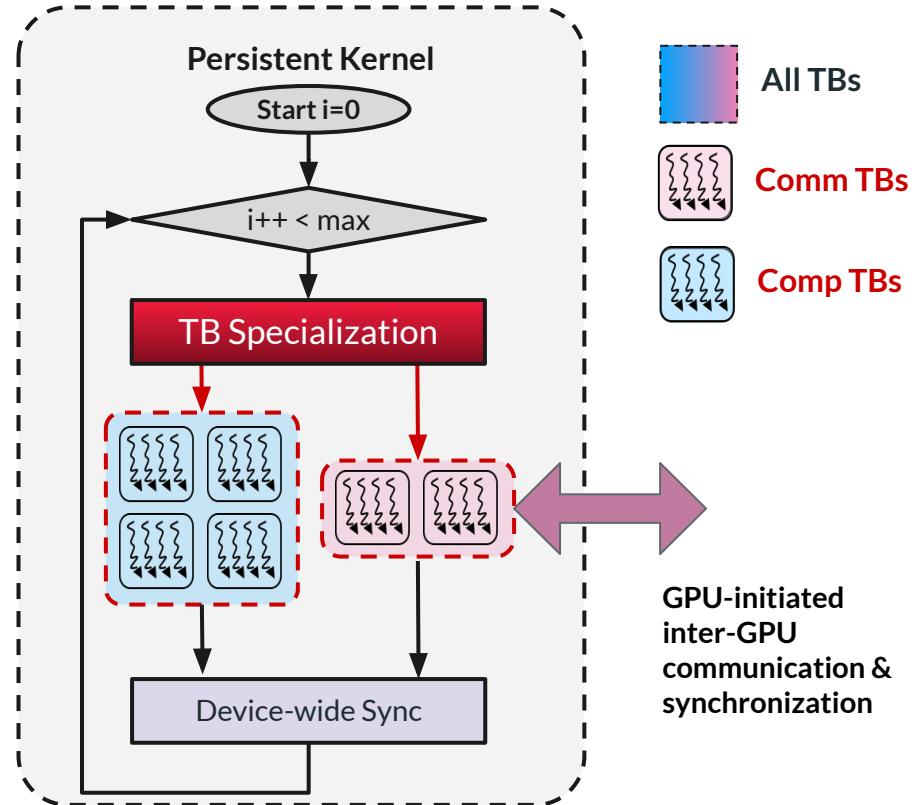 Persistent Kernel
Start i=0
i++ < max
TB Specialization
Device-wide Sync
All TBs
Comm TBs
Comp TBs
GPU-initiated
inter-GPU
communication &
synchronization